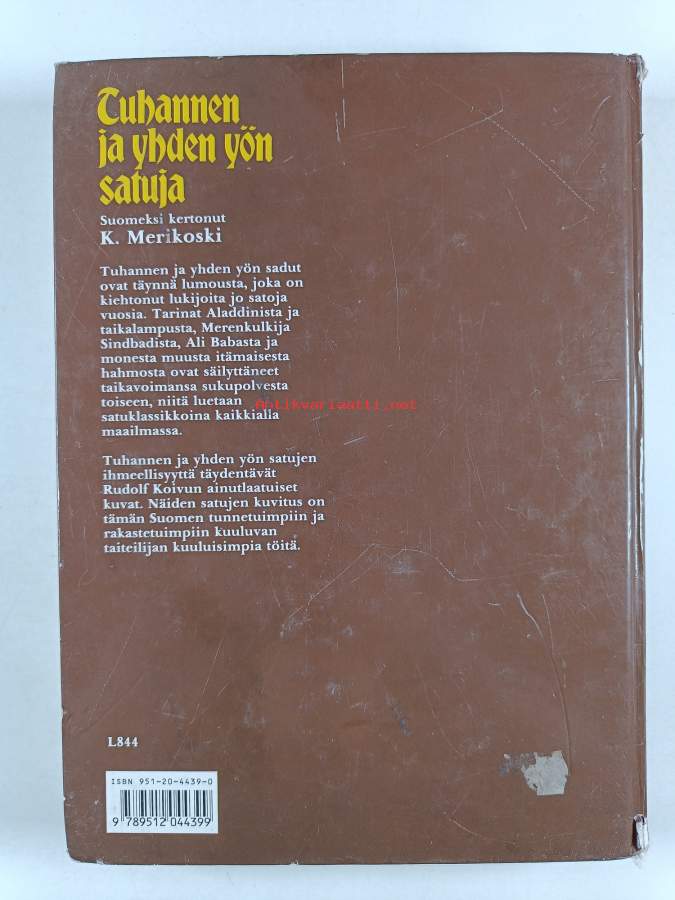 Tuhannen
ja yhden yön
satuja
Suomeksi kertonut
K. Merikoski
Tuhannen ja yhden yön sadut
ovat täynnä lumousta, joka on
kiehtonut lukijoita jo satoja
vuosia. Tarinat Aladdinista ja
taikalampusta, Merenkulkija
Sindbadista, Ali Babasta ja
monesta muusta itämaisesta
hahmosta ovat säilyttäneet
taikavoimansa sukupolvesta
toiseen, niitä luetaan
satuklassikkoina kaikkialla
maailmassa.
Antikvariaatti.net
Tuhannen ja yhden yön satujen
ihmeellisyyttä täydentävät
Rudolf Koivun ainutlaatuiset
kuvat. Näiden satujen kuvitus on
tämän Suomen tunnetuimpiin ja
rakastetuimpiin kuuluvan
taiteilijan kuuluisimpia töitä.
L844
ISBN 951-20-4439-0
9 789512 044399